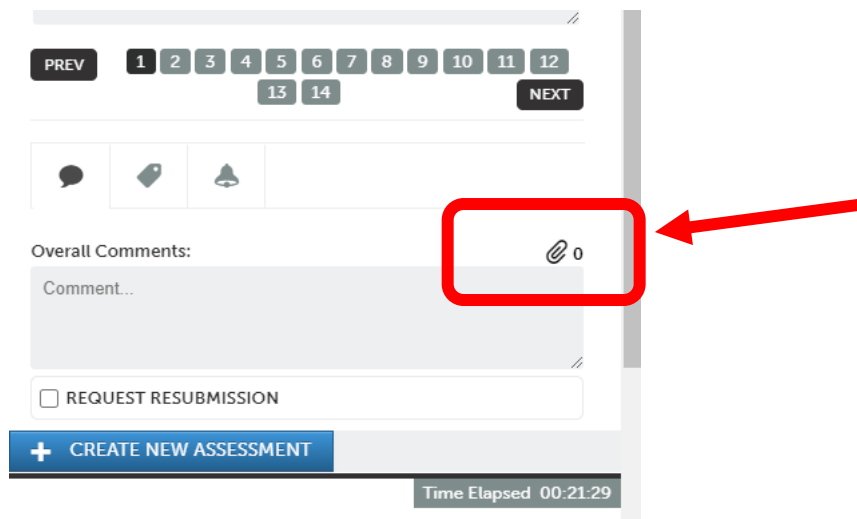 PREV 1 2 3 4 5 6 7 8 9 10 11 12
13 14 NEXT
Overall Comments: 0
Comment...
REQUEST RESUBMISSION
+ CREATE NEW ASSESSMENT
Time Elapsed 00:21:29